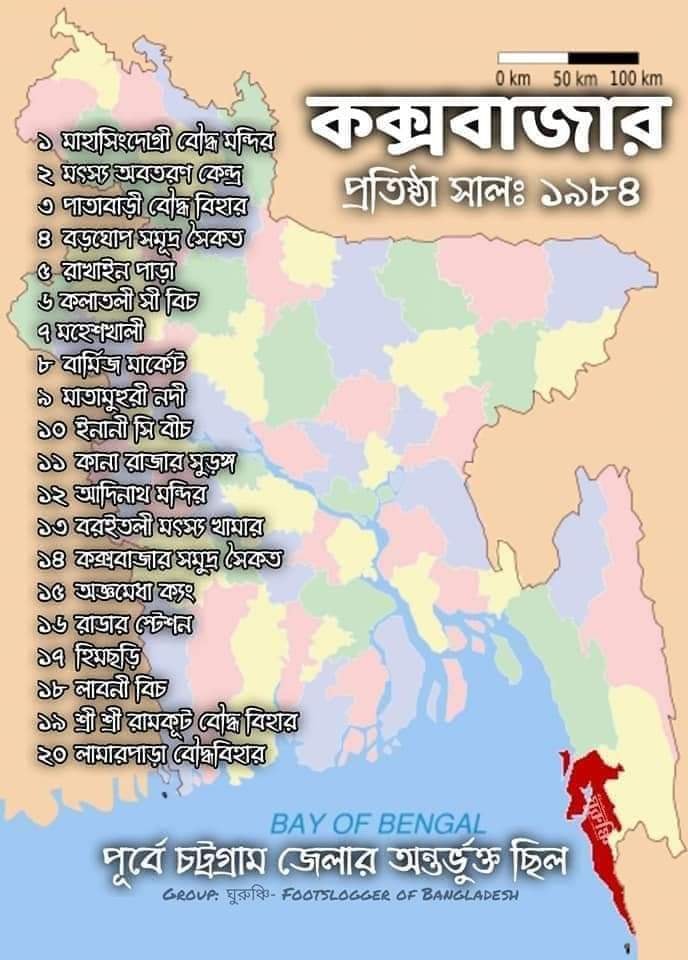 0 km 50 km 100 km
কক্সবাজার
প্রতিষ্ঠা সালঃ ১৯৮৪
১ মাহাসিংদোগ্রী বৌদ্ধ মন্দির
২ মৎস্য অবতরণ কেন্দ্র
৩ পাতাবাড়ী বৌদ্ধ বিহার
৪ বড়ঘোপ সমূদ্র সৈকত
৫ রাখাইন পাড়া
৬ কলাতলী সী বিচ
৭ মহেশখালী
৮ বার্মিজ মার্কেট
৯ মাতামুহরী নদী
১০ ইনানী সি বীচ
১১ কানা রাজার সুড়ঙ্গ
১২ আদিনাথ মন্দির
১৩ বরইতলী মৎস্য খামার
১৪ কক্সবাজার সমুদ্র সৈকত
১৫ অজ্ঞমেধা ক্যং
১৬ রাডার স্টেশন
১৭ হিমছড়ি
১৮ লাবনী বিচ
১৯ শ্রী শ্রী রামকূট বৌদ্ধ বিহার
২০ লামারপাড়া বৌদ্ধবিহার
ঘুরুঞ্চি
BAY OF BENGAL
পূর্বে চট্রগ্রাম জেলার অন্তর্ভুক্ত ছিল
GROUP: ঘুরুঞ্চি- FOOTSLOGGER OF BANGLADESH